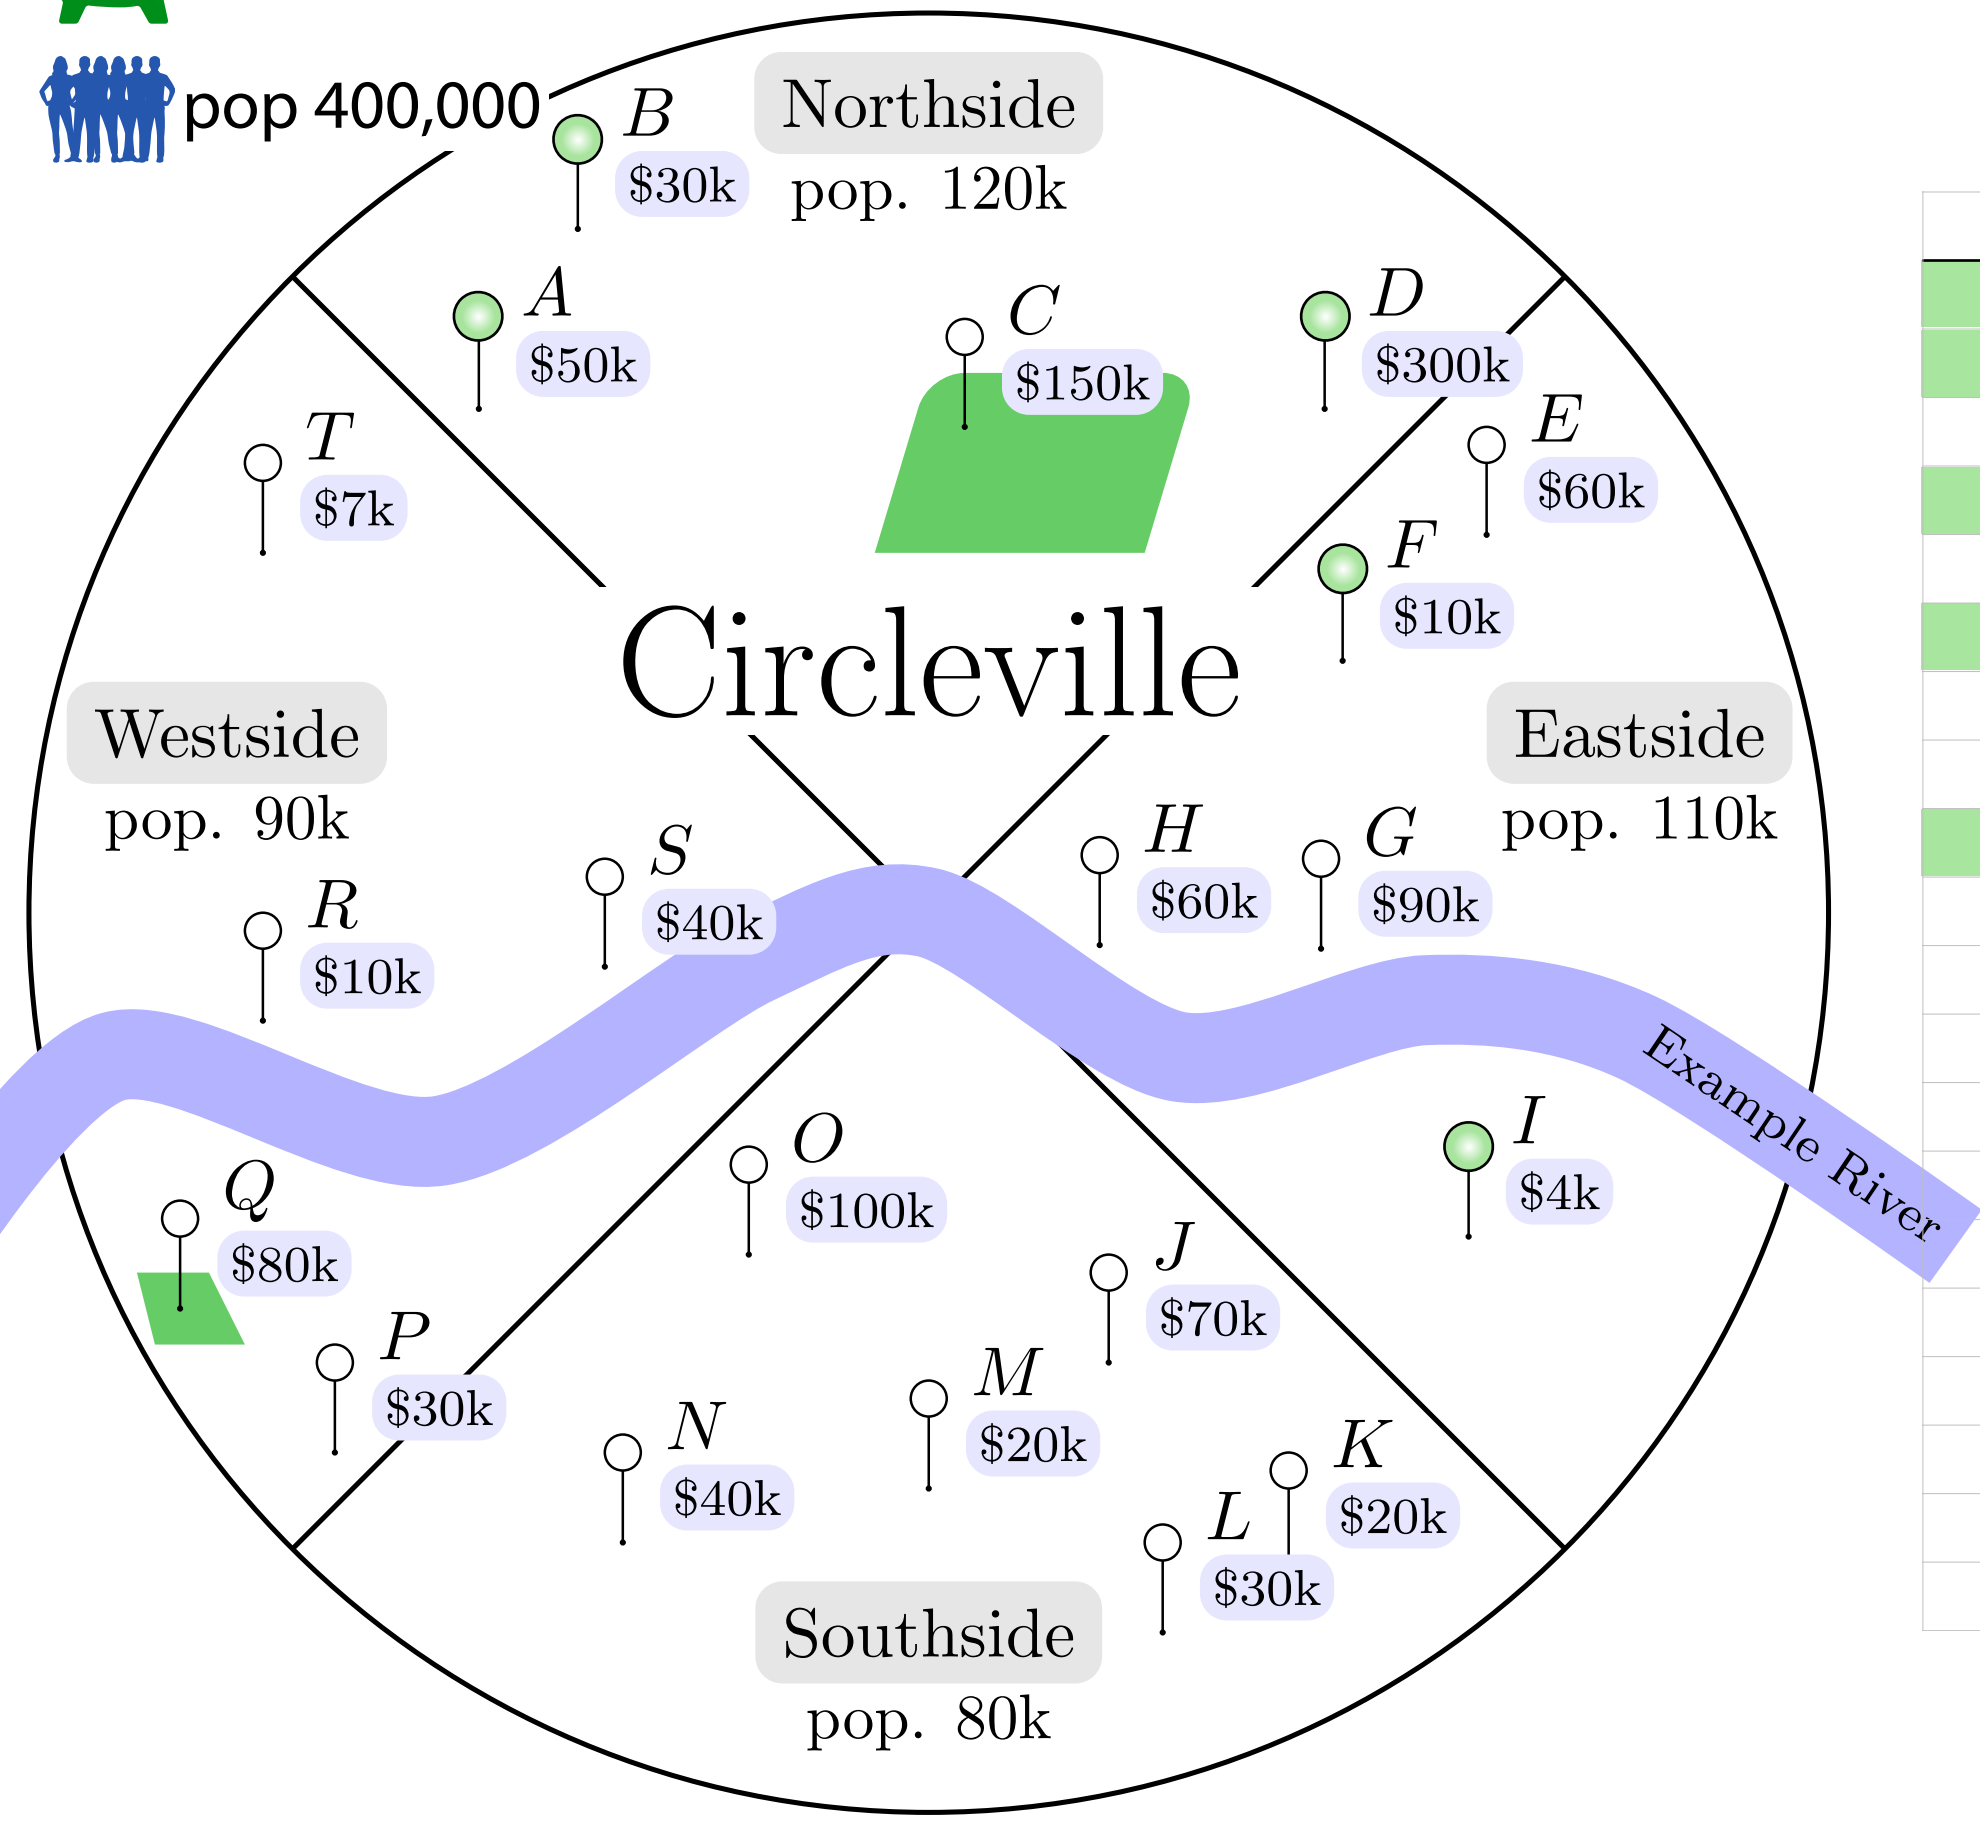 pop 400,000
B
$30k
Northside
pop. 120k
A
$50k
C
$150k
D
$300k
T
$7k
E
$60k
F
$10k
Circleville
Westside
pop. 90k
Eastside
pop. 110k
S
$40k
H
$60k
G
$90k
R
$10k
Example River
I
$4k
O
$100k
Q
$80k
J
$70k
P
$30k
M
$20k
N
$40k
K
$20k
L
$30k
Southside
pop. 80k